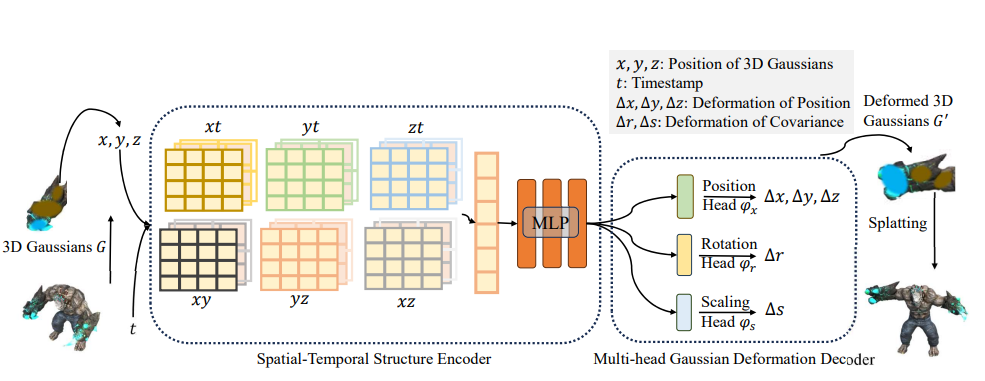 x, y, z: Position of 3D Gaussians
t: Timestamp
Δx, Δy, Δz: Deformation of Position
Δr, Δs: Deformation of Covariance
Deformed 3D
Gaussians G′
x, y, z
xt
yt
zt
MLP
Position
Head φx
Δx, Δy, Δz
Splatting
3D Gaussians G
Rotation
Head φr
Δr
xy
yz
xz
Scaling
Head φs
Δs
t
Spatial-Temporal Structure Encoder
Multi-head Gaussian Deformation Decoder